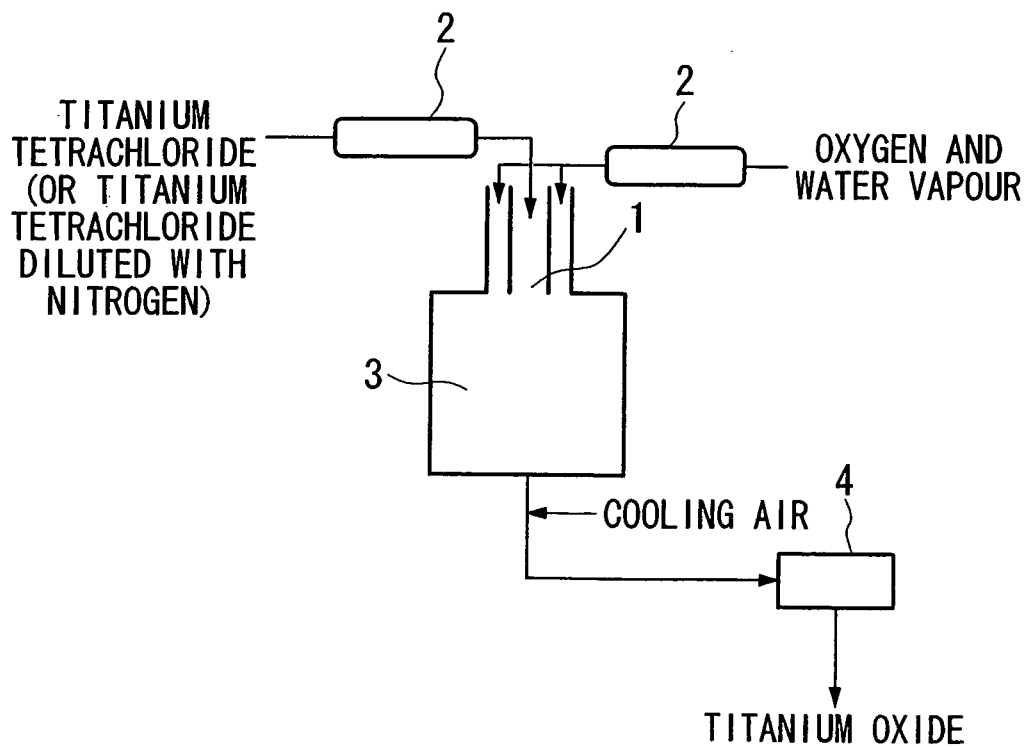 2
2
TITANIUM
TETRACHLORIDE
(OR TITANIUM
TETRACHLORIDE
DILUTED WITH
NITROGEN)
OXYGEN AND
WATER VAPOUR
1
3
4
COOLING AIR
TITANIUM OXIDE